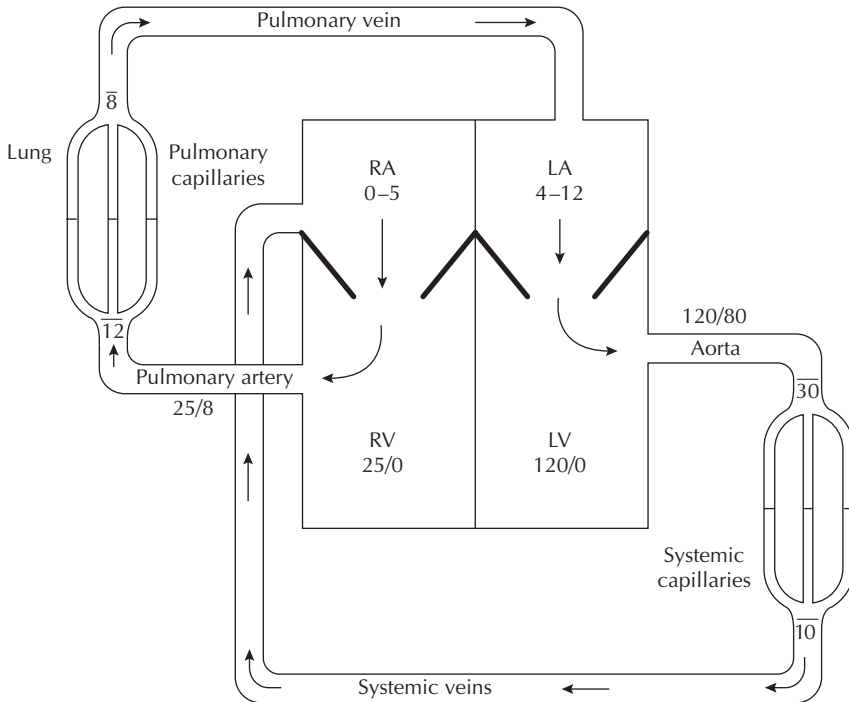 Pulmonary vein
8
Lung
Pulmonary
capillaries
RA
0–5
LA
4–12
12
120/80
Aorta
Pulmonary artery
25/8
30
RV
25/0
LV
120/0
Systemic
capillaries
10
Systemic veins